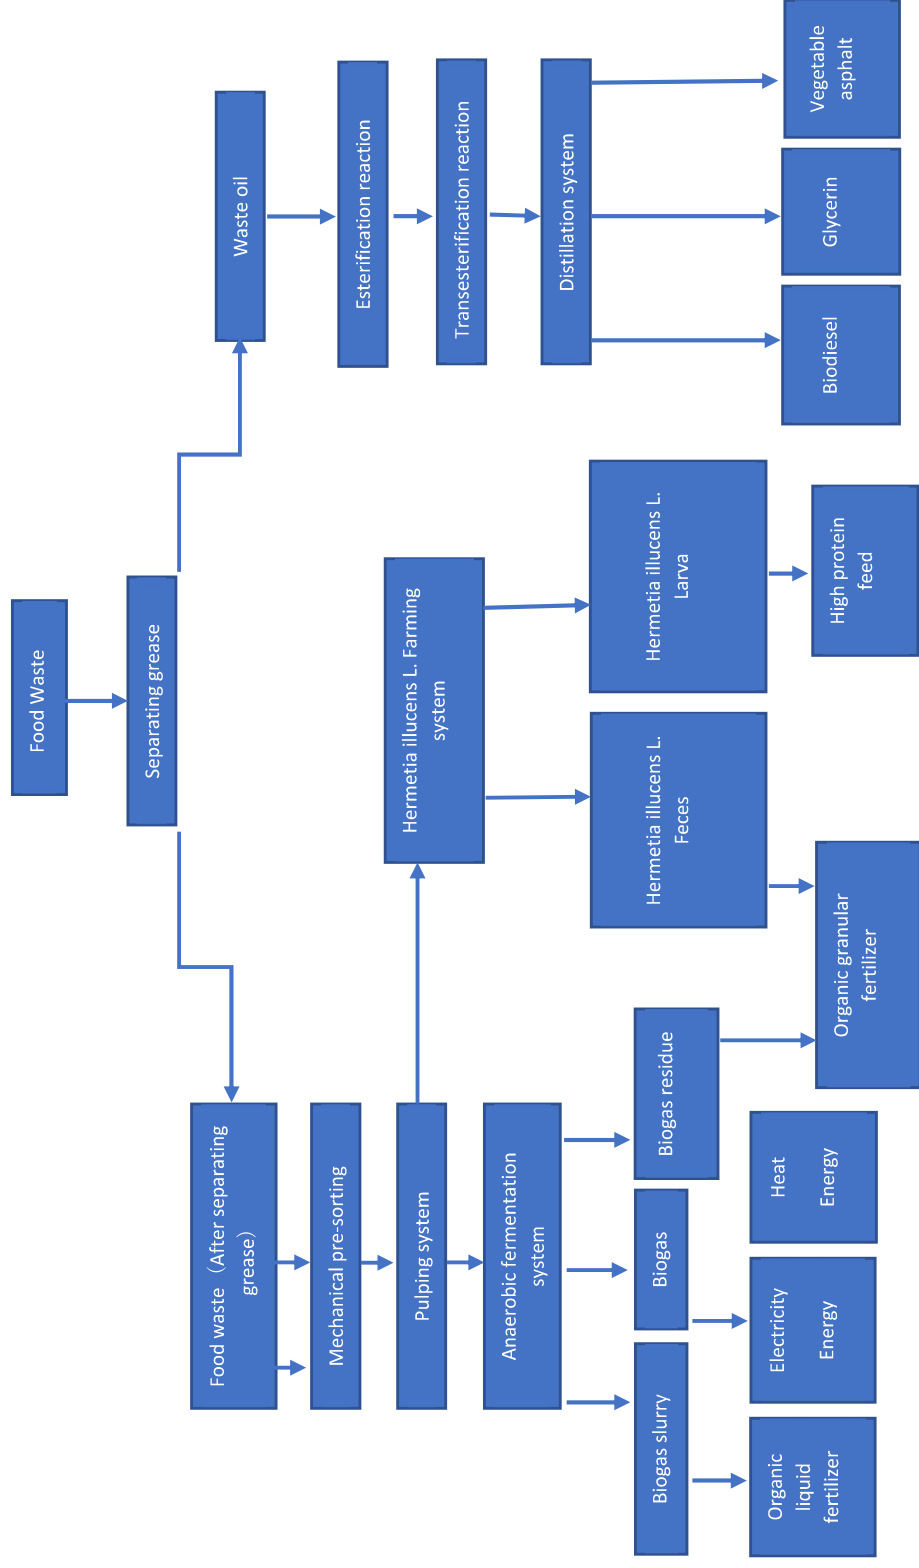 Food Waste
Separating grease
Food waste（After separating
grease）
Mechanical pre-sorting
Pulping system
Anaerobic fermentation
system
Biogas slurry
Biogas
Biogas residue
Organic
liquid
fertilizer
Electricity
Energy
Heat
Energy
Organic granular
fertilizer
Hermetia illucens L. Farming
system
Hermetia illucens L.
Feces
Hermetia illucens L.
Larva
High protein
feed
Waste oil
Esterification reaction
Transesterification reaction
Distillation system
Biodiesel
Glycerin
Vegetable
asphalt